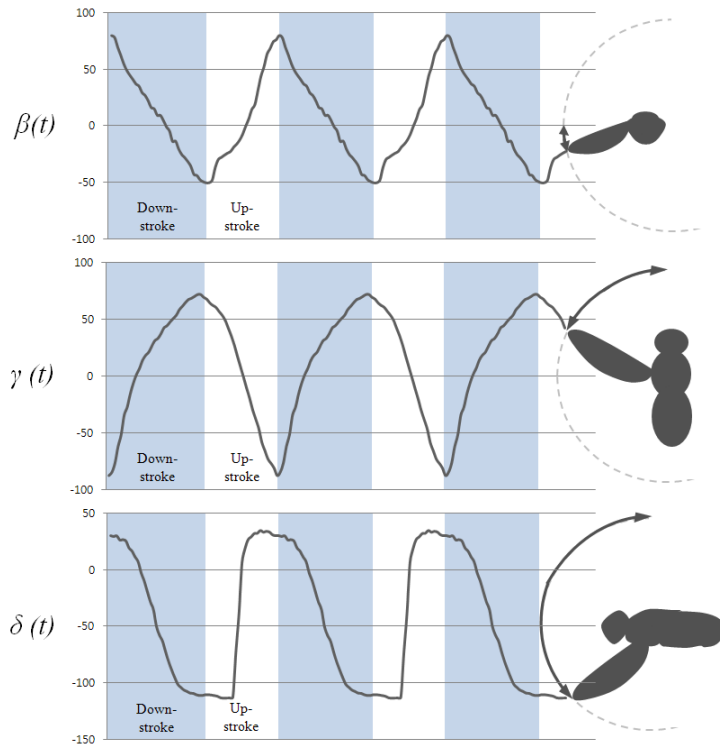 100
50
β(t)
0
-50
Down-
stroke
Up-
stroke
-100
100
50
γ (t)
0
-50
Down-
stroke
Up-
stroke
-100
50
0
δ (t)
-50
-100
Down-
stroke
Up-
stroke
-150